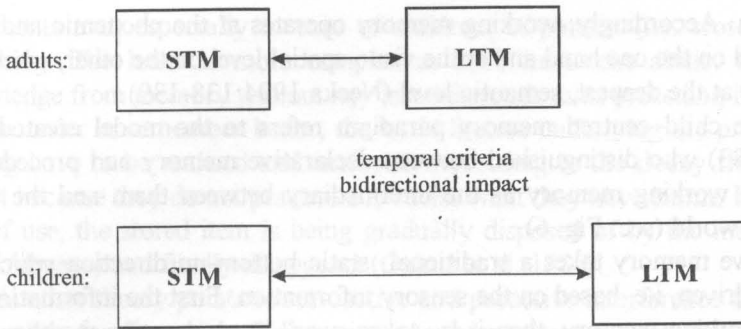 adults: STM LTM
temporal criteria
bidirectional impact
children: STM LTM